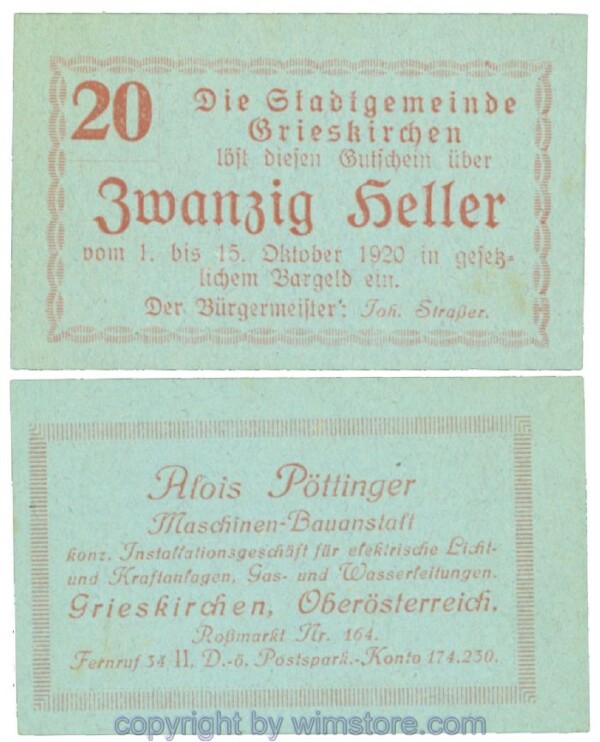 20
Die Stadtgemeinde
Grieskirchen
löst diesen Gutschein über
Zwanzig Heller
vom 1. bis 15. Oktober 1920 in gesetz-
lichem Bargeld ein.
Der Bürgermeister: Joh. Straßer.
Alois Pöttinger
Maschinen-Bauanstalt
konz. Installationsgeschäft für elektrische Licht-
und Kraftanlagen, Gas- und Wasserleitungen.
Grieskirchen, Oberösterreich.
Roßmarkt Nr. 164.
Fernruf 34 II, D.-ö. Postspark.-Konto 174.230.
copyright by wimstore.com